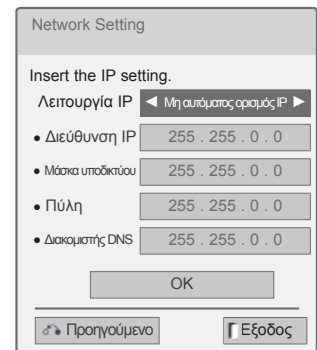 Network Setting
Insert the IP setting.
Λειτουργία IP ◀ Μη αυτόματος ορισμός IP ▶
● Διεύθυνση IP 255 . 255 . 0 . 0
● Μάσκα υποδικτύου 255 . 255 . 0 . 0
● Πύλη 255 . 255 . 0 . 0
● Διακομιστής DNS 255 . 255 . 0 . 0
OK
Προηγούμενο Έξοδος